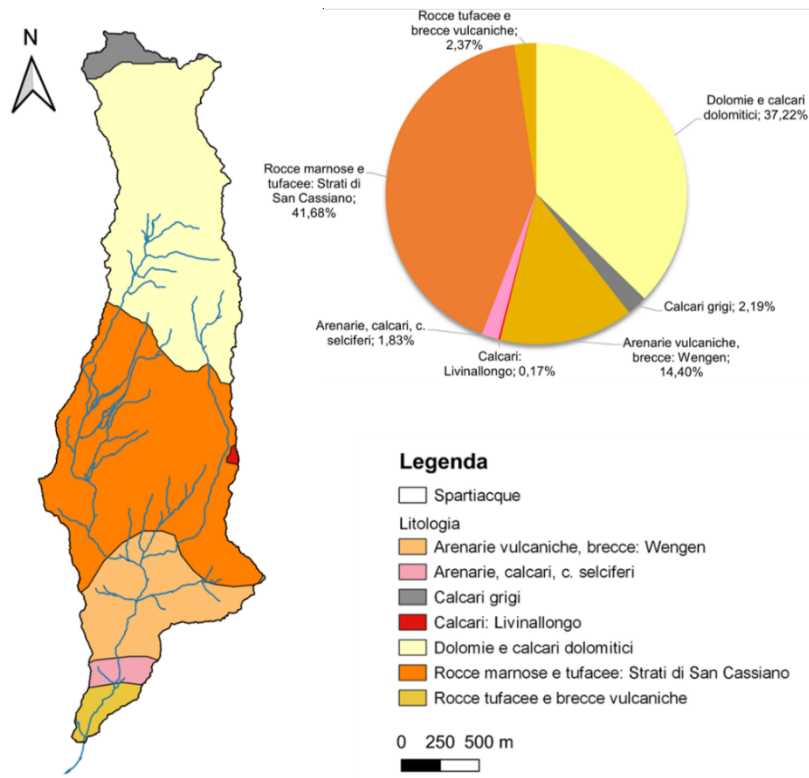 N
Rocce tufacee e
brecce vulcaniche;
2,37%
Dolomie e calcari
dolomitici; 37,22%
Rocce marnose e
tufacee: Strati di
San Cassiano;
41,68%
Calcari grigi; 2,19%
Arenarie, calcari, c.
selciferi; 1,83%
Calcari:
Livinallongo; 0,17%
Arenarie vulcaniche,
brecce: Wengen;
14,40%
Legenda
Spartiacque
Litologia
Arenarie vulcaniche, brecce: Wengen
Arenarie, calcari, c. selciferi
Calcari grigi
Calcari: Livinallongo
Dolomie e calcari dolomitici
Rocce marnose e tufacee: Strati di San Cassiano
Rocce tufacee e brecce vulcaniche
0 250 500 m